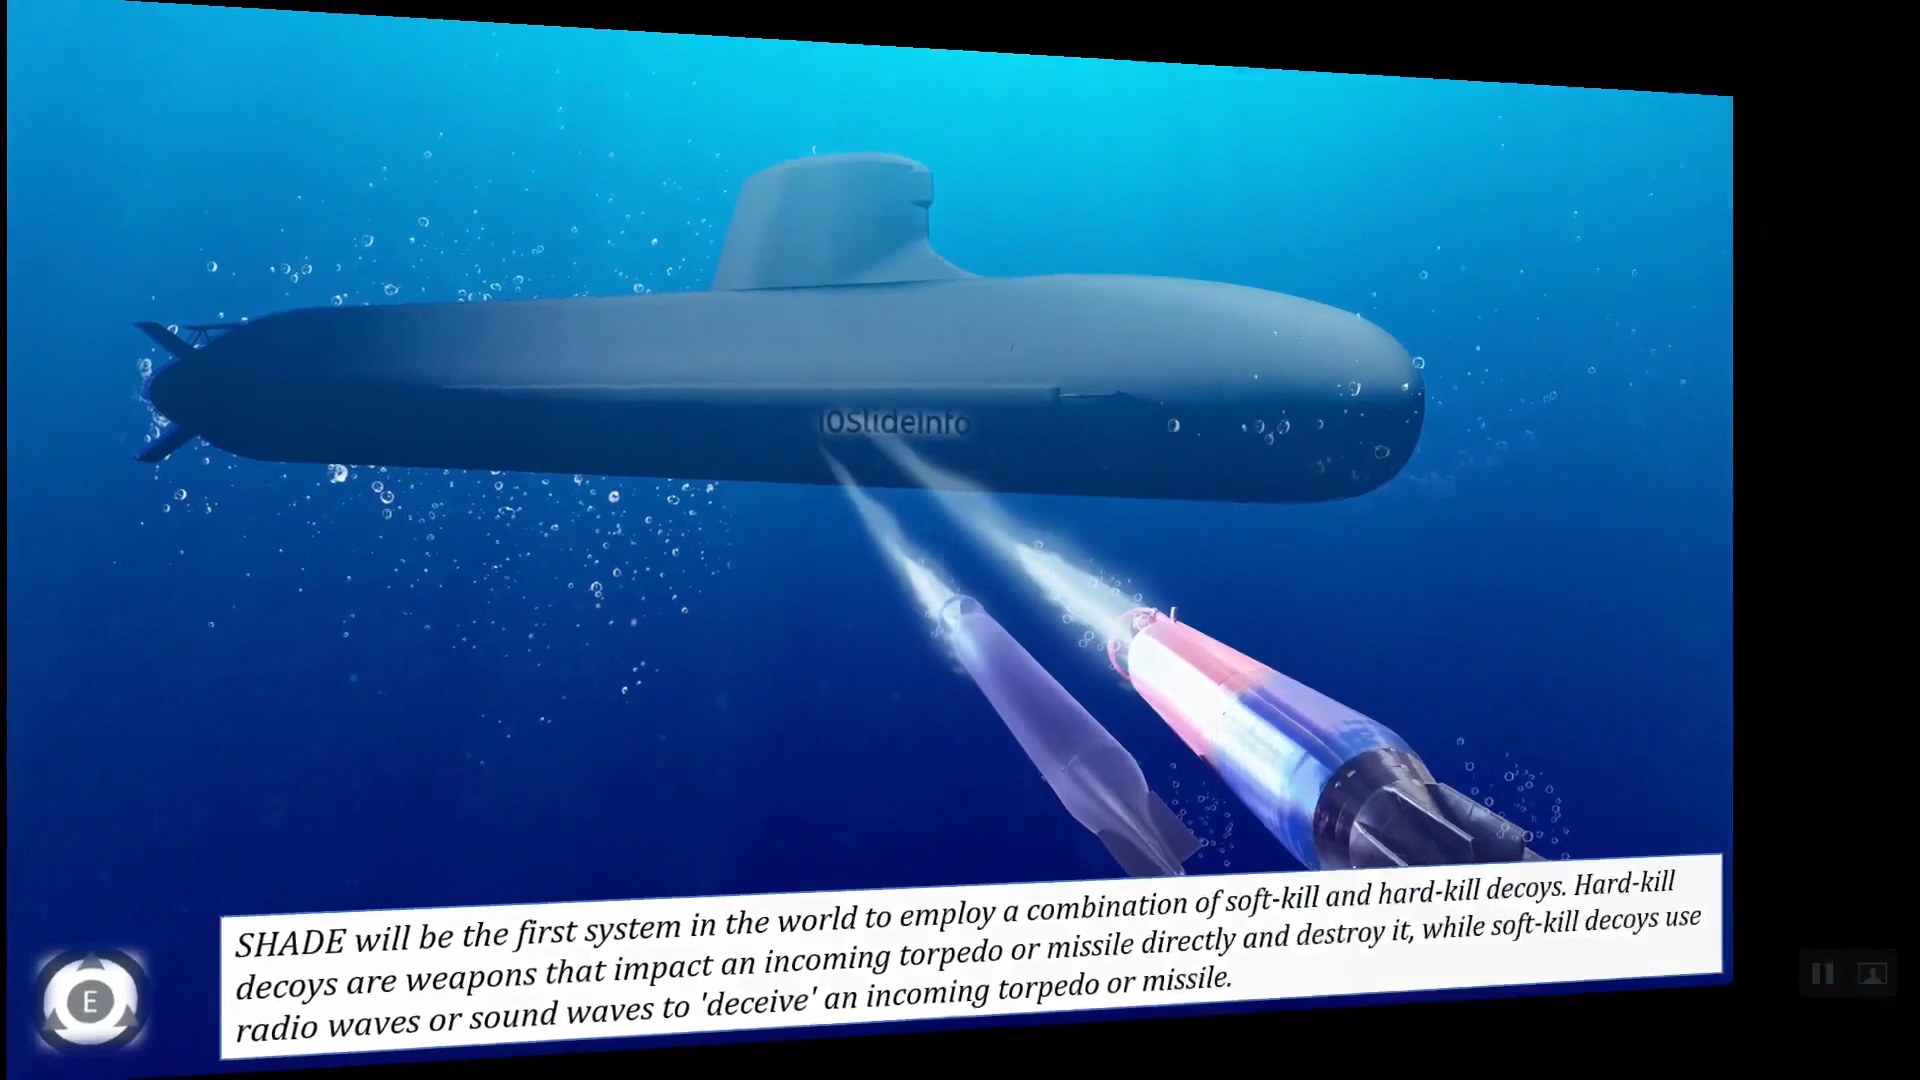 10SlideInfo
SHADE will be the first system in the world to employ a combination of soft-kill and hard-kill decoys. Hard-kill
decoys are weapons that impact an incoming torpedo or missile directly and destroy it, while soft-kill decoys use
radio waves or sound waves to 'deceive' an incoming torpedo or missile.
E